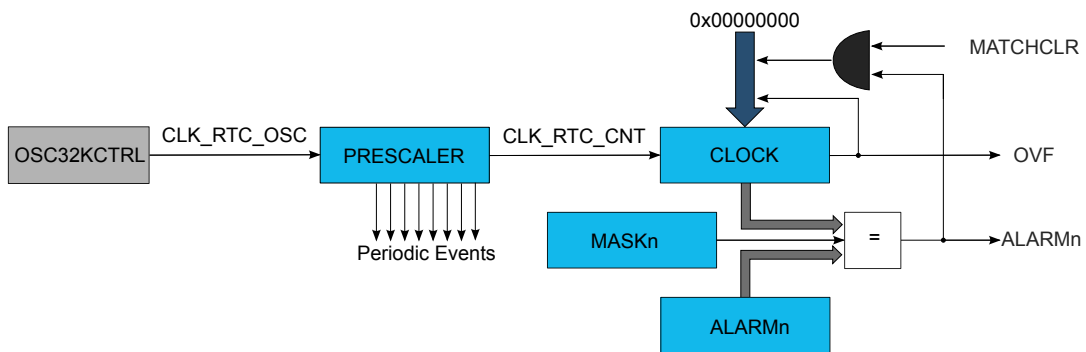 0x00000000
MATCHCLR
CLK_RTC_OSC
CLK_RTC_CNT
OSC32KCTRL
PRESCALER
CLOCK
OVF
Periodic Events
MASKn
=
ALARMn
ALARMn